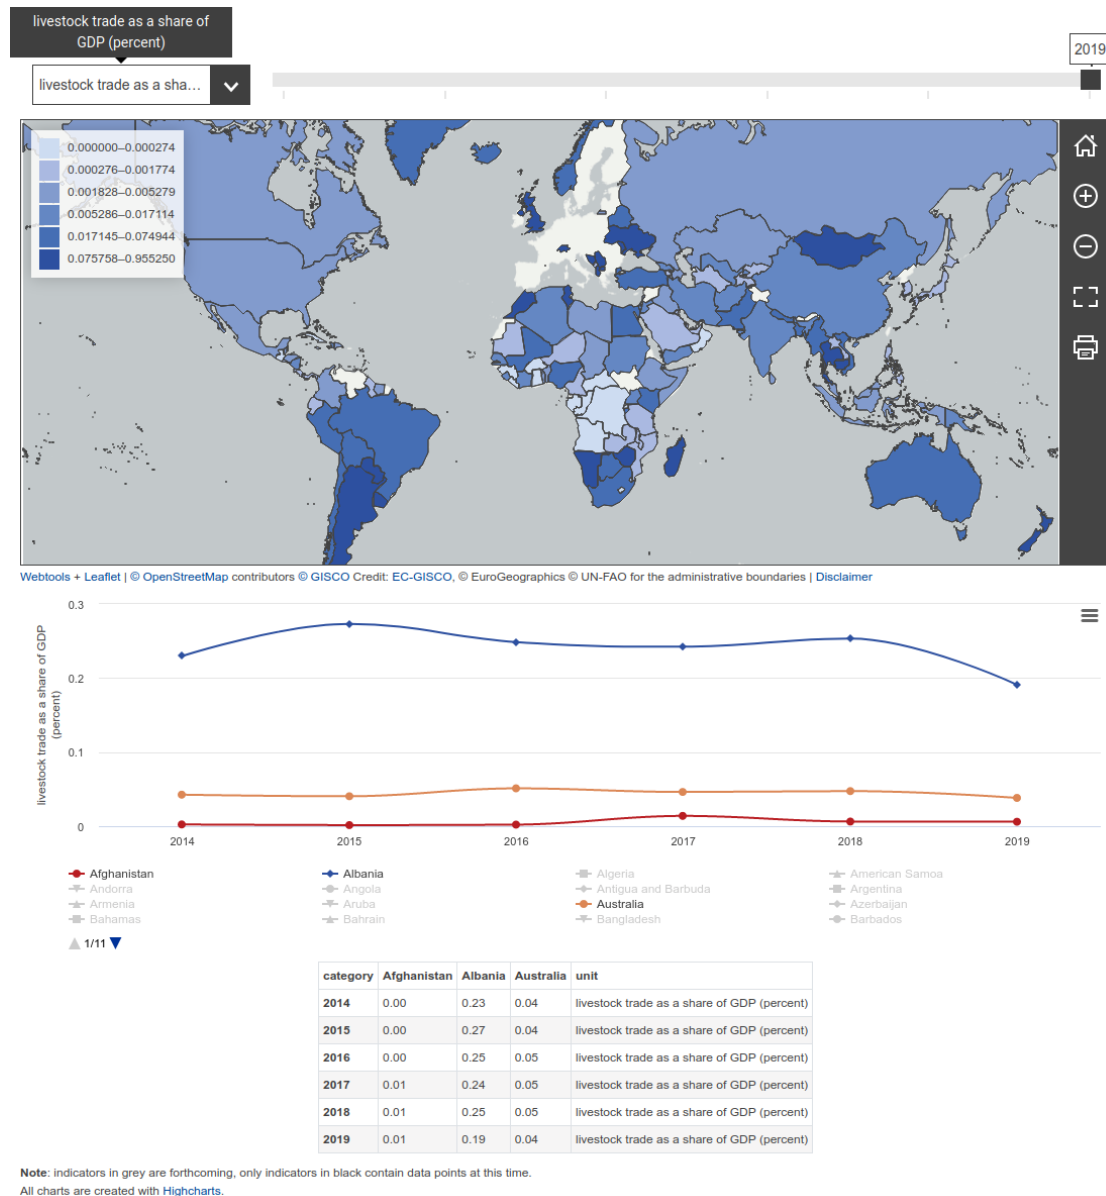 livestock trade as a share of
GDP (percent)
livestock trade as a sha...
2019
0.000000–0.000274
0.000276–0.001774
0.001828–0.005279
0.005286–0.017114
0.017145–0.074944
0.075758–0.955250
Webtools + Leaflet | © OpenStreetMap contributors © GISCO Credit: EC-GISCO, © EuroGeographics © UN-FAO for the administrative boundaries | Disclaimer
livestock trade as a share of GDP
(percent)
0.3
0.2
0.1
0
2014 2015 2016 2017 2018 2019
Afghanistan Albania Algeria American Samoa
Andorra Angola Antigua and Barbuda Argentina
Armenia Aruba Australia Azerbaijan
Bahamas Bahrain Bangladesh Barbados
1/11
category Afghanistan Albania Australia unit
2014 0.00 0.23 0.04 livestock trade as a share of GDP (percent)
2015 0.00 0.27 0.04 livestock trade as a share of GDP (percent)
2016 0.00 0.25 0.05 livestock trade as a share of GDP (percent)
2017 0.01 0.24 0.05 livestock trade as a share of GDP (percent)
2018 0.01 0.25 0.05 livestock trade as a share of GDP (percent)
2019 0.01 0.19 0.04 livestock trade as a share of GDP (percent)
Note: indicators in grey are forthcoming, only indicators in black contain data points at this time.
All charts are created with Highcharts.